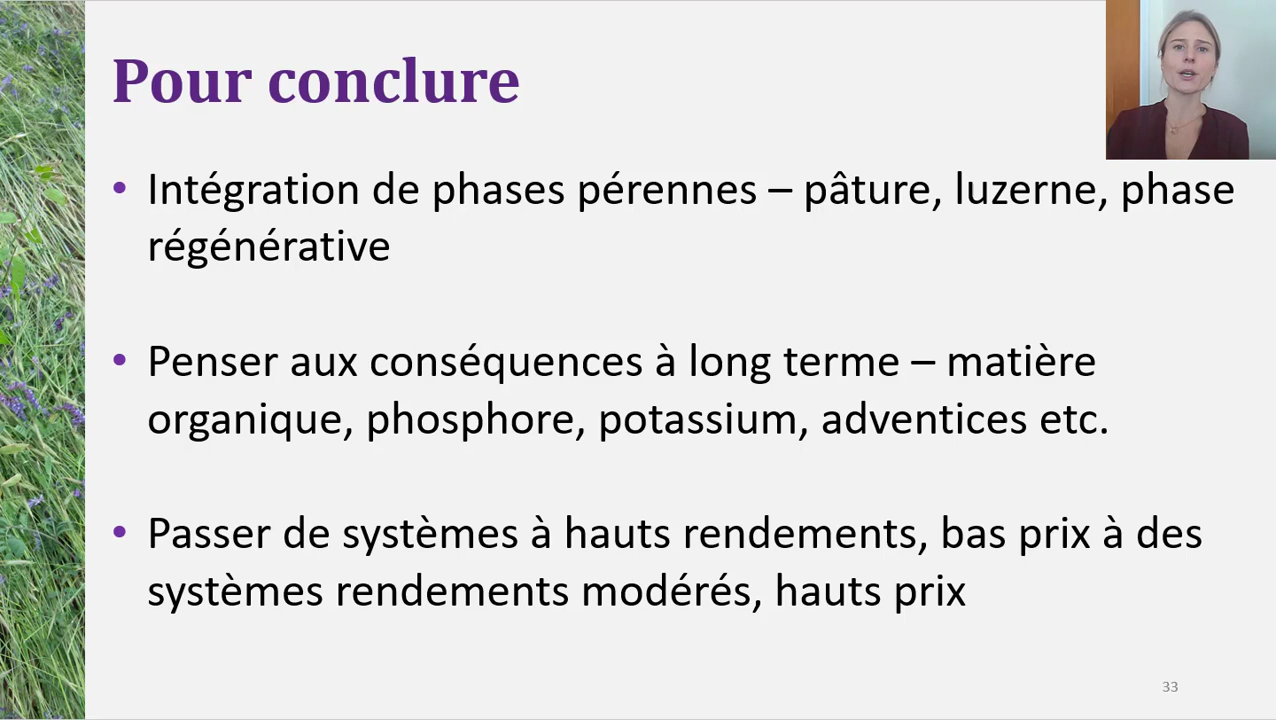 Pour conclure
• Intégration de phases pérennes – pâture, luzerne, phase
régénérative
• Penser aux conséquences à long terme – matière
organique, phosphore, potassium, adventices etc.
• Passer de systèmes à hauts rendements, bas prix à des
systèmes rendements modérés, hauts prix
33